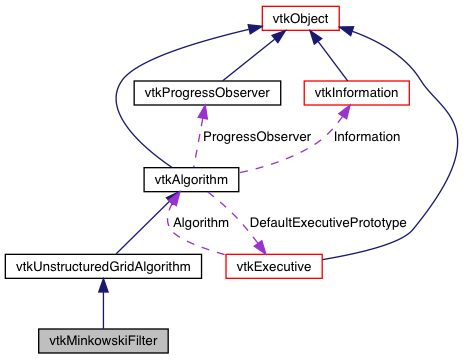 vtkObject
vtkProgressObserver
vtkInformation
ProgressObserver
Information
vtkAlgorithm
Algorithm
DefaultExecutivePrototype
vtkUnstructuredGridAlgorithm
vtkExecutive
vtkMinkowskiFilter